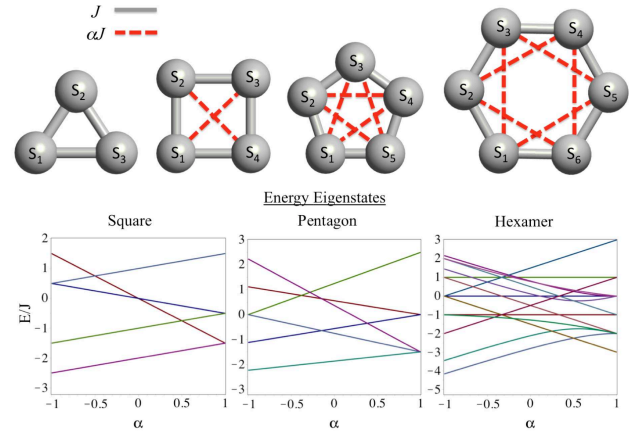 J
αJ
S₂
S₁ S₃
S₂ S₃
S₁ S₄
S₃
S₂ S₄
S₁ S₅
S₃ S₄
S₂ S₅
S₁ S₆
Energy Eigenstates
Square Pentagon Hexamer
E/J
2
1
0
-1
-2
-3
-1 -0.5 0 0.5 1
α
3
2
1
0
-1
-2
-3
-1 -0.5 0 0.5 1
α
3
2
1
0
-1
-2
-3
-4
-5
-1 -0.5 0 0.5 1
α